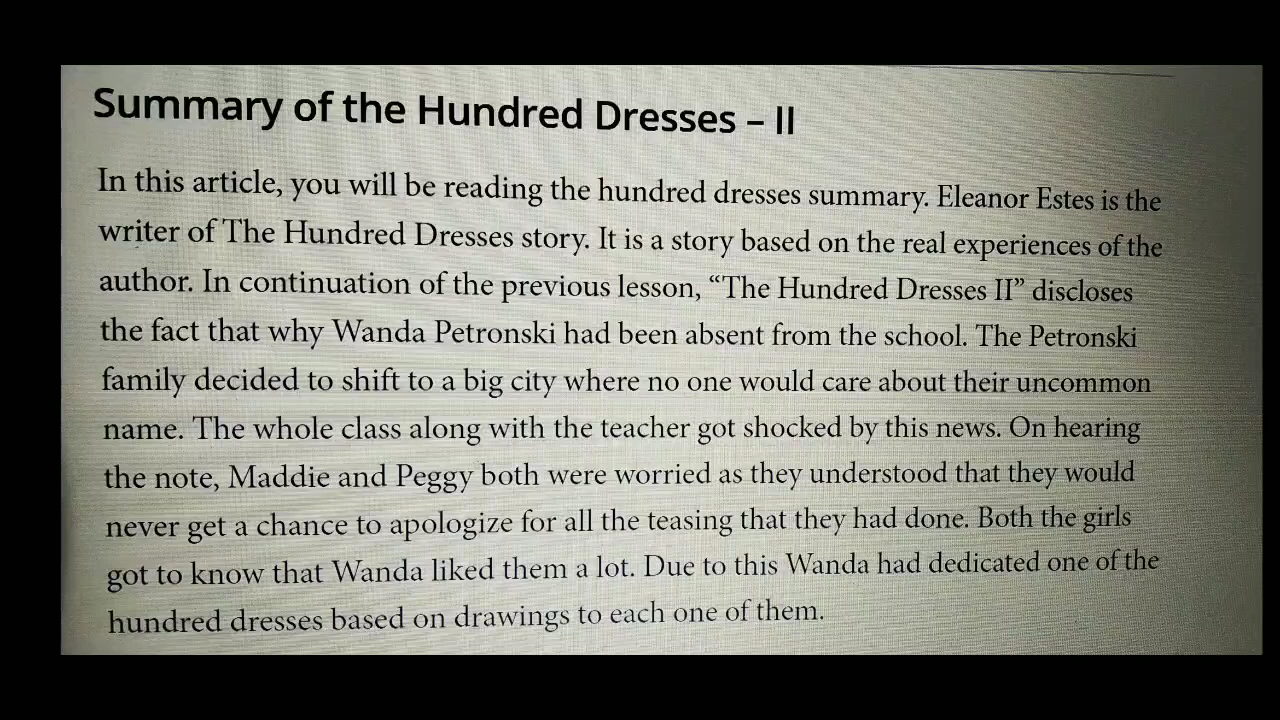 Summary of the Hundred Dresses – II
In this article, you will be reading the hundred dresses summary. Eleanor Estes is the
writer of The Hundred Dresses story. It is a story based on the real experiences of the
author. In continuation of the previous lesson, “The Hundred Dresses II” discloses
the fact that why Wanda Petronski had been absent from the school. The Petronski
family decided to shift to a big city where no one would care about their uncommon
name. The whole class along with the teacher got shocked by this news. On hearing
the note, Maddie and Peggy both were worried as they understood that they would
never get a chance to apologize for all the teasing that they had done. Both the girls
got to know that Wanda liked them a lot. Due to this Wanda had dedicated one of the
hundred dresses based on drawings to each one of them.